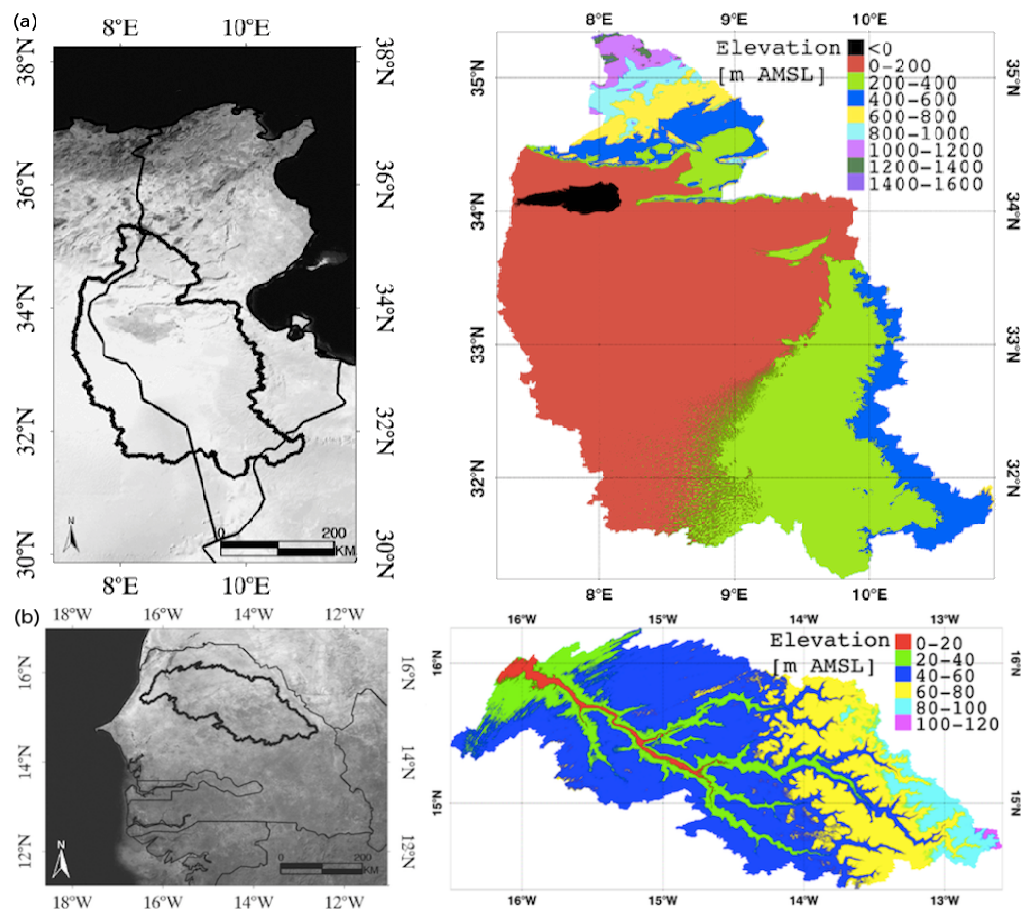 (a)
8°E 10°E
38°N 38°N
36°N 36°N
34°N 34°N
32°N 32°N
30°N 30°N
N
0 200
KM
8°E 10°E
8°E 9°E 10°E
Elevation
[m AMSL]
<0
0-200
200-400
400-600
600-800
800-1000
1000-1200
1200-1400
1400-1600
35°N 35°N
34°N 34°N
33°N 33°N
32°N 32°N
8°E 9°E 10°E
(b)
18°W 16°W 14°W 12°W
16°N 16°N
14°N 14°N
12°N 12°N
N
0 200
KM
18°W 16°W 14°W 12°W
16°W 15°W 14°W 13°W
Elevation
[m AMSL]
0-20
20-40
40-60
60-80
80-100
100-120
16°N 16°N
15°N 15°N
16°W 15°W 14°W 13°W